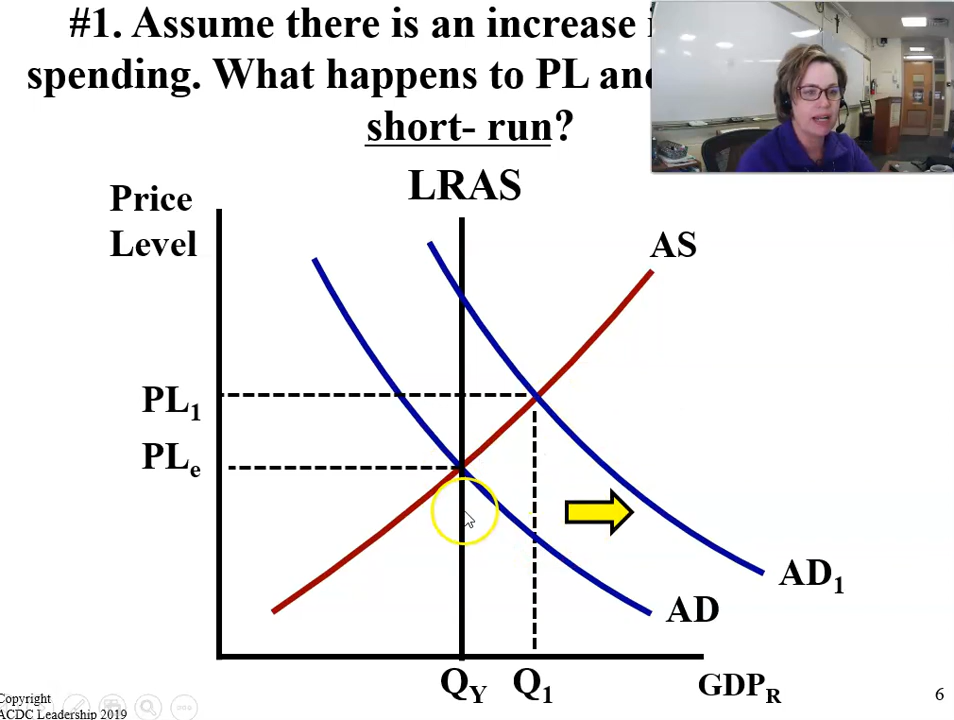 #1. Assume there is an increase
spending. What happens to PL and
short- run?
LRAS
Price
Level
AS
PL1
PLe
AD1
AD
QY Q1 GDPR
Copyright
ACDC Leadership 2019
6